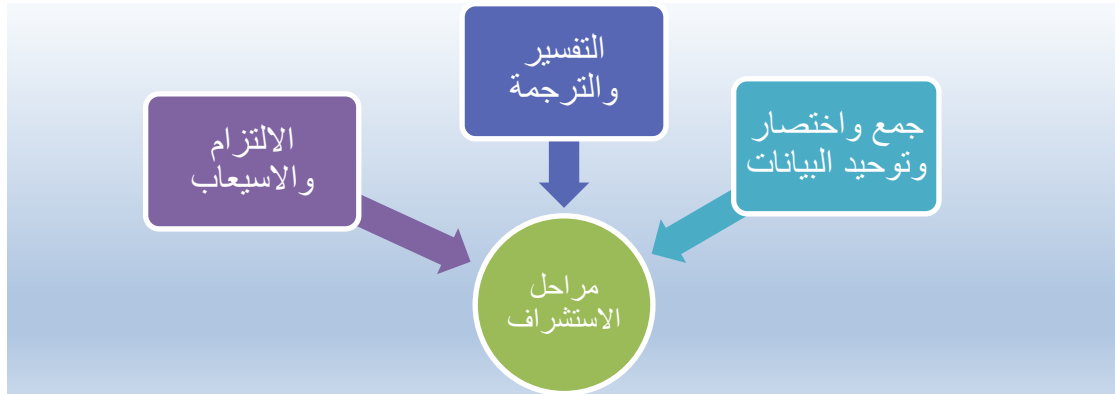 جمع واختصار
وتوحيد البيانات
التفسير
والترجمة
الالتزام
والاسيعاب
مراحل
الاستشراف